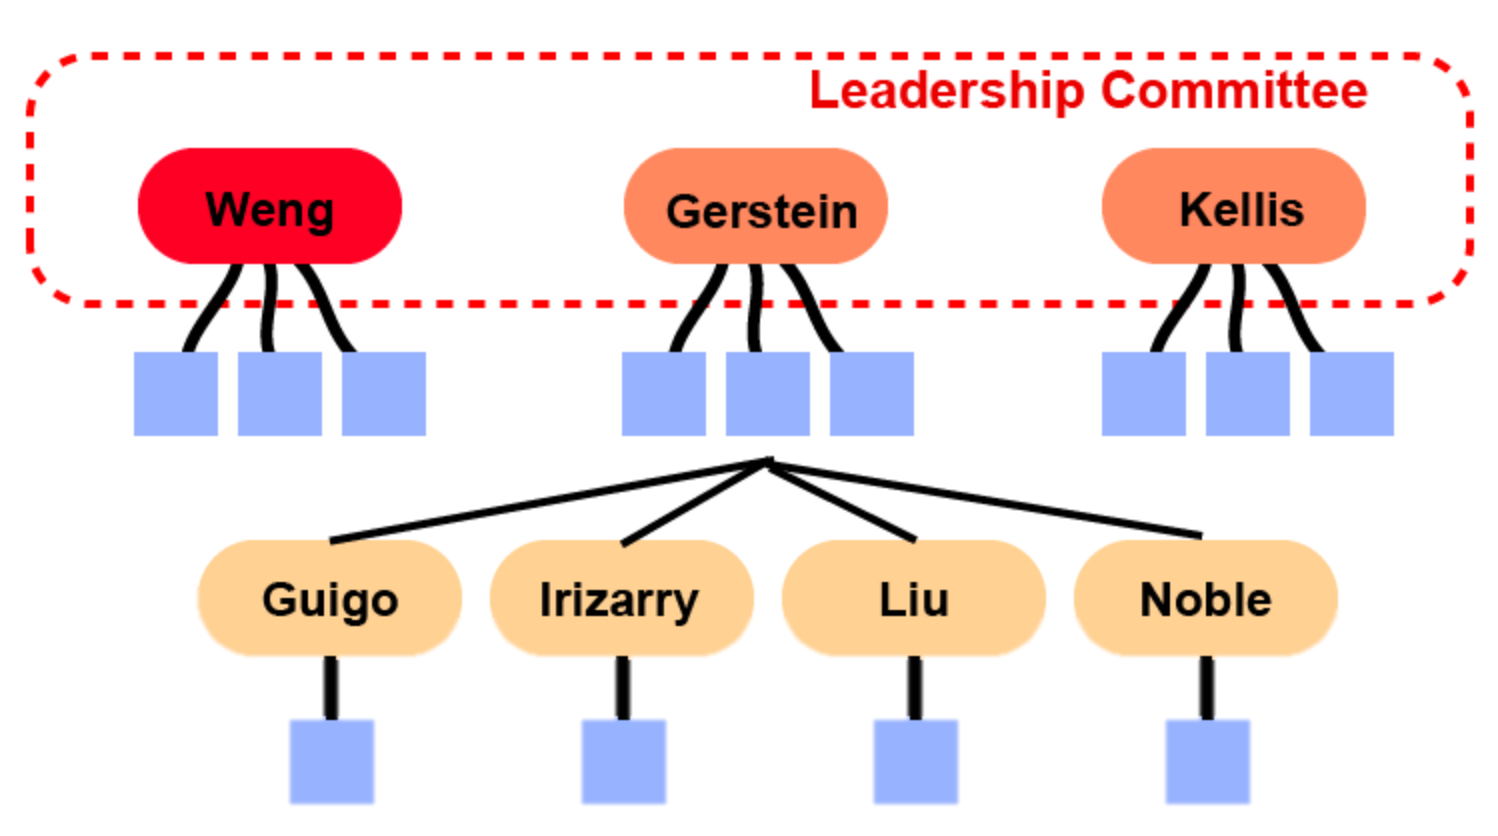 Leadership Committee
Weng
Gerstein
Kellis
Guigo
Irizarry
Liu
Noble